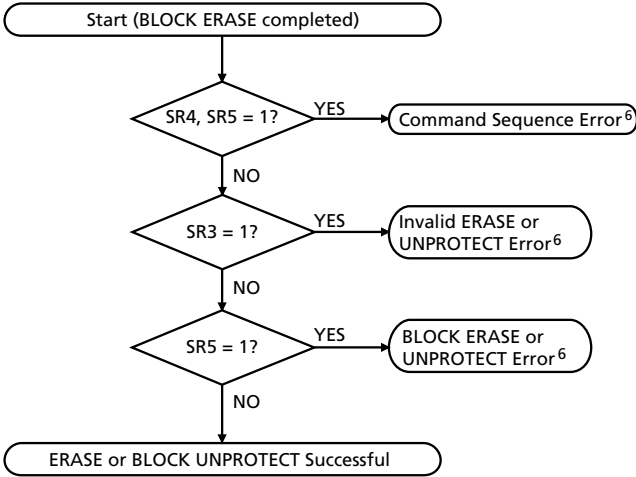 Start (BLOCK ERASE completed)
SR4, SR5 = 1?
YES
Command Sequence Error6
NO
SR3 = 1?
YES
Invalid ERASE or
UNPROTECT Error6
NO
SR5 = 1?
YES
BLOCK ERASE or
UNPROTECT Error6
NO
ERASE or BLOCK UNPROTECT Successful